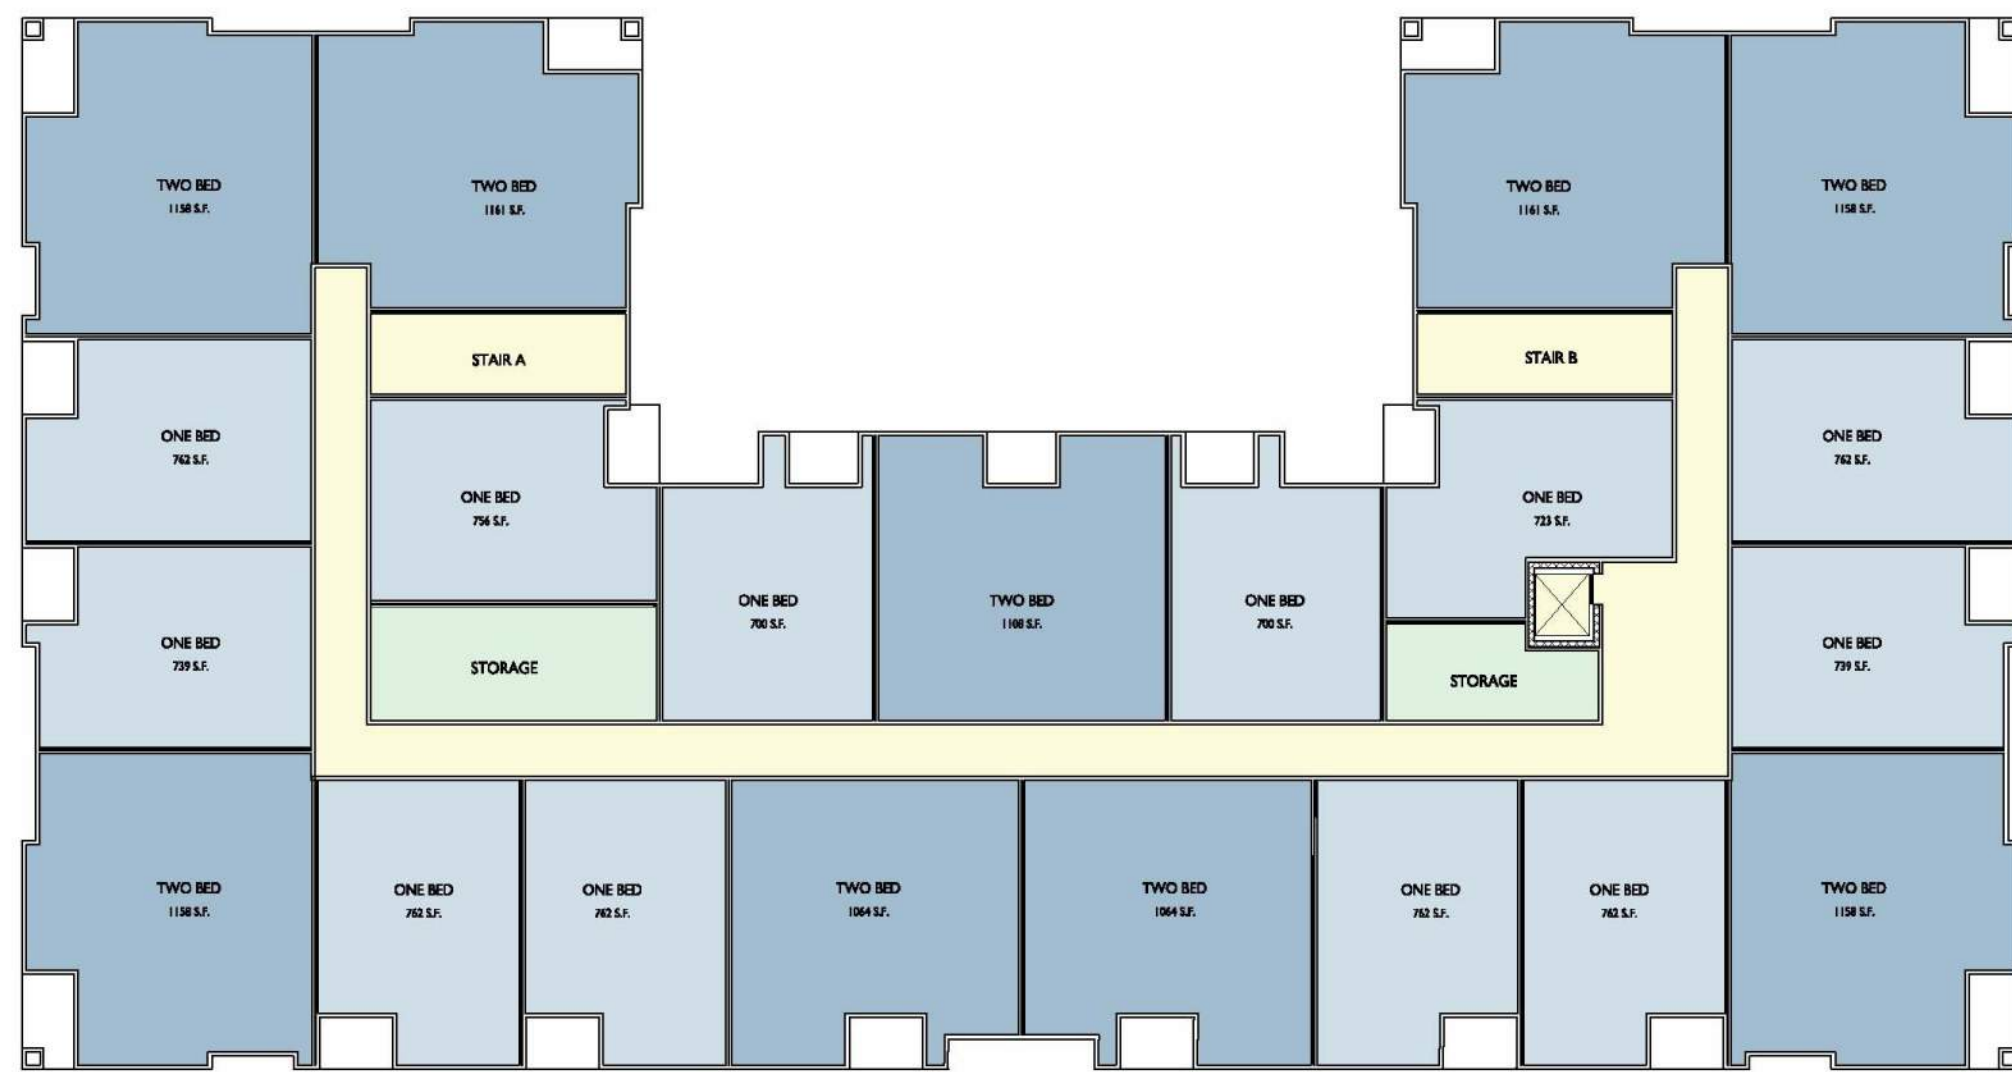 TWO BED
1158 S.F.
TWO BED
1161 S.F.
TWO BED
1161 S.F.
TWO BED
1158 S.F.
STAIR A
STAIR B
ONE BED
762 S.F.
ONE BED
756 S.F.
ONE BED
723 S.F.
ONE BED
762 S.F.
ONE BED
739 S.F.
STORAGE
ONE BED
700 S.F.
TWO BED
1108 S.F.
ONE BED
700 S.F.
STORAGE
ONE BED
739 S.F.
TWO BED
1158 S.F.
ONE BED
762 S.F.
ONE BED
762 S.F.
TWO BED
1064 S.F.
TWO BED
1064 S.F.
ONE BED
762 S.F.
ONE BED
762 S.F.
TWO BED
1158 S.F.